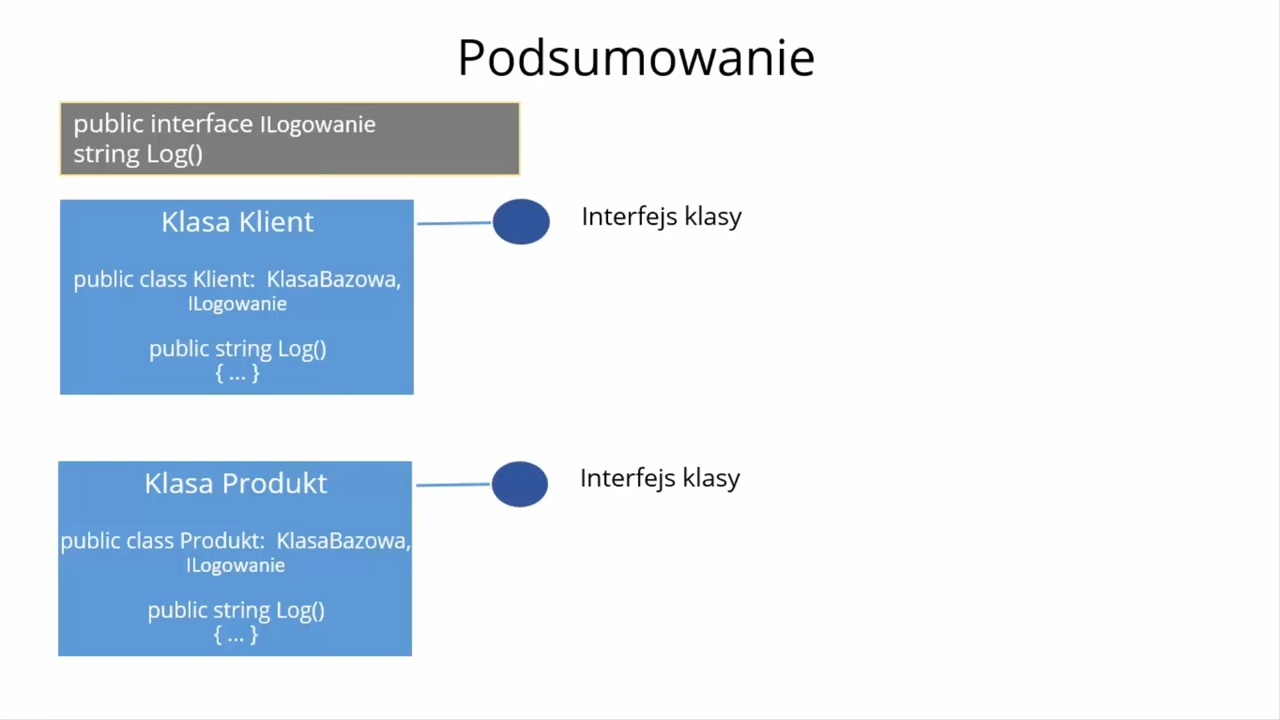 Podsumowanie
public interface ILogowanie
string Log()
Klasa Klient
Interfejs klasy
public class Klient:  KlasaBazowa,
ILogowanie
public string Log()
{ ... }
Klasa Produkt
Interfejs klasy
public class Produkt:  KlasaBazowa,
ILogowanie
public string Log()
{ ... }